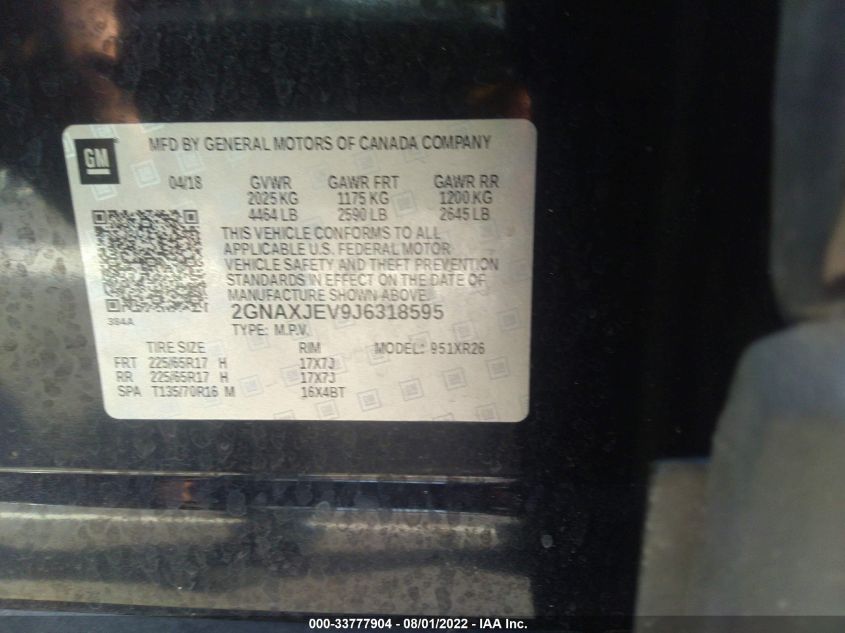 GM
MFD BY GENERAL MOTORS OF CANADA COMPANY
04/18 GVWR GAWR FRT GAWR RR
2025 KG 1175 KG 1200 KG
4464 LB 2590 LB 2645 LB
THIS VEHICLE CONFORMS TO ALL
APPLICABLE U.S. FEDERAL MOTOR
VEHICLE SAFETY AND THEFT PREVENTION
STANDARDS IN EFFECT ON THE DATE OF
MANUFACTURE SHOWN ABOVE.
394A
2GNAXJEV9J6318595
TYPE: M.P.V.
TIRE SIZE RIM MODEL: 951XR26
FRT 225/65R17 H 17X7J
RR 225/65R17 H 17X7J
SPA T135/70R16 M 16X4BT
000-33777904 - 08/01/2022 - IAA Inc.